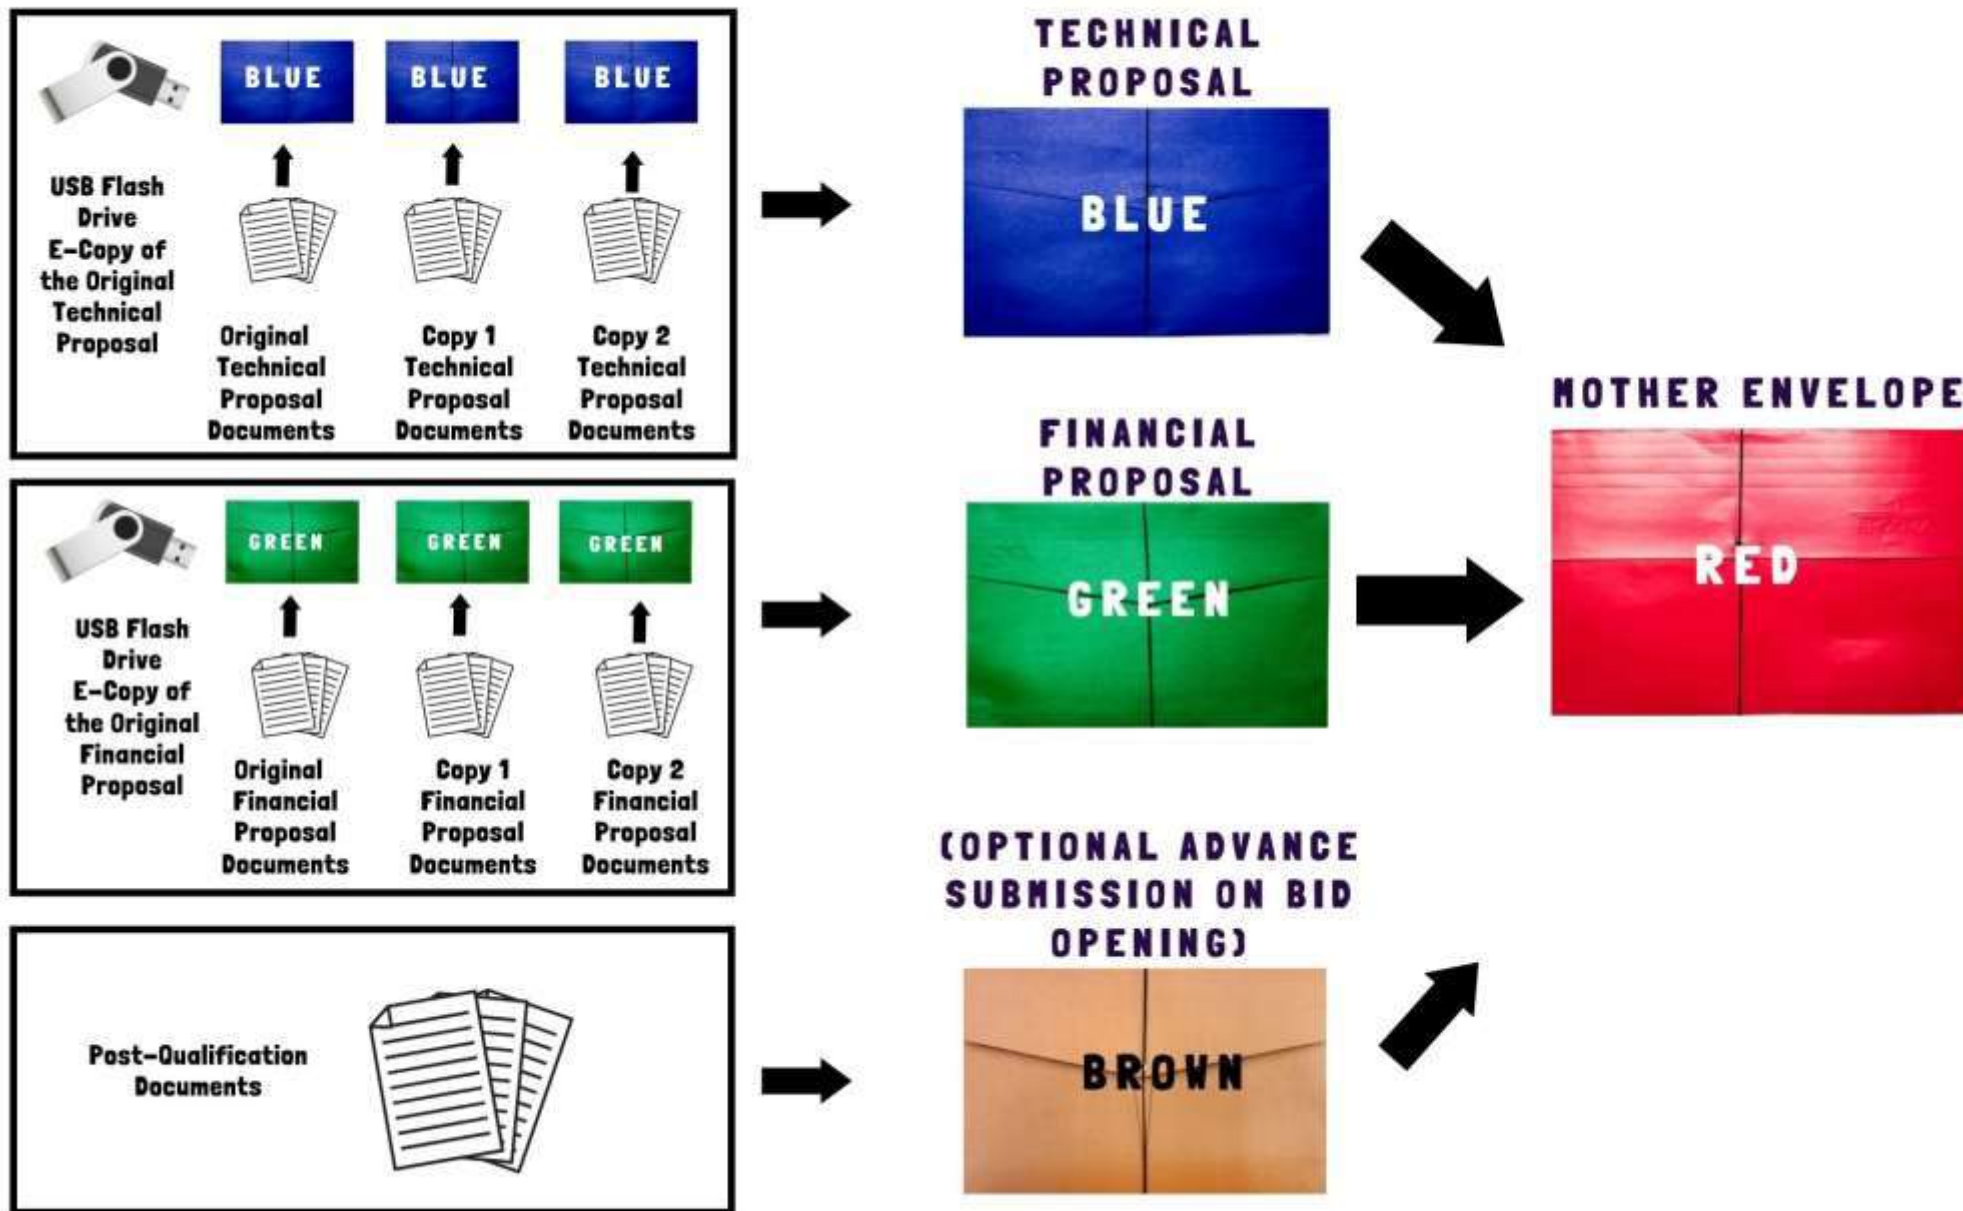 BLUE
BLUE
BLUE
USB Flash
Drive
E-Copy of
the Original
Technical
Proposal
Original
Technical
Proposal
Documents
Copy 1
Technical
Proposal
Documents
Copy 2
Technical
Proposal
Documents
TECHNICAL
PROPOSAL
BLUE
GREEN
GREEN
GREEN
USB Flash
Drive
E-Copy of
the Original
Financial
Proposal
Original
Financial
Proposal
Documents
Copy 1
Financial
Proposal
Documents
Copy 2
Financial
Proposal
Documents
FINANCIAL
PROPOSAL
GREEN
MOTHER ENVELOPE
RED
Post-Qualification
Documents
(OPTIONAL ADVANCE
SUBMISSION ON BID
OPENING)
BROWN